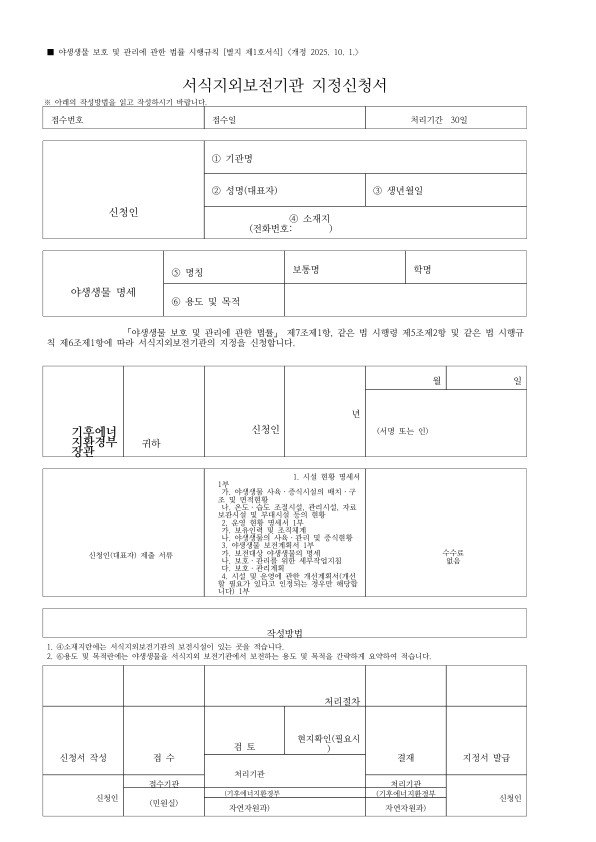 ■ 야생생물 보호 및 관리에 관한 법률 시행규칙 [별지 제1호서식] <개정 2025. 10. 1.>
서식지외보전기관 지정신청서
※ 아래의 작성방법을 읽고 작성하시기 바랍니다.
접수번호 접수일 처리기간 30일
신청인
① 기관명
② 성명(대표자) ③ 생년월일
④ 소재지
(전화번호: )
야생생물 명세
⑤ 명칭 보통명 학명
⑥ 용도 및 목적
「야생생물 보호 및 관리에 관한 법률」 제7조제1항, 같은 법 시행령 제5조제2항 및 같은 법 시행규
칙 제6조제1항에 따라 서식지외보전기관의 지정을 신청합니다.
년 월 일
신청인 (서명 또는 인)
기후에너
지환경부
장관
귀하
신청인(대표자) 제출 서류
1. 시설 현황 명세서
1부
가. 야생생물 사육ㆍ증식시설의 배치ㆍ구
조 및 면적현황
나. 온도ㆍ습도 조절시설, 관리시설, 자료
보관시설 및 부대시설 등의 현황
2. 운영 현황 명세서 1부
가. 보유인력 및 조직체계
나. 야생생물의 사육ㆍ관리 및 증식현황
3. 야생생물 보전계획서 1부
가. 보전대상 야생생물의 명세
나. 보호ㆍ관리를 위한 세부작업지침
다. 보호ㆍ관리계획
4. 시설 및 운영에 관한 개선계획서(개선
할 필요가 있다고 인정되는 경우만 해당합
니다) 1부
수수료
없음
작성방법
1. ④소재지란에는 서식지외보전기관의 보전시설이 있는 곳을 적습니다.
2. ⑥용도 및 목적란에는 야생생물을 서식지외 보전기관에서 보전하는 용도 및 목적을 간략하게 요약하여 적습니다.
처리절차
신청서 작성 접 수 검 토 현지확인(필요시
) 결재 지정서 발급
신청인 접수기관 처리기관 처리기관 신청인
(민원실) (기후에너지환경부 (기후에너지환경부
자연자원과) 자연자원과)